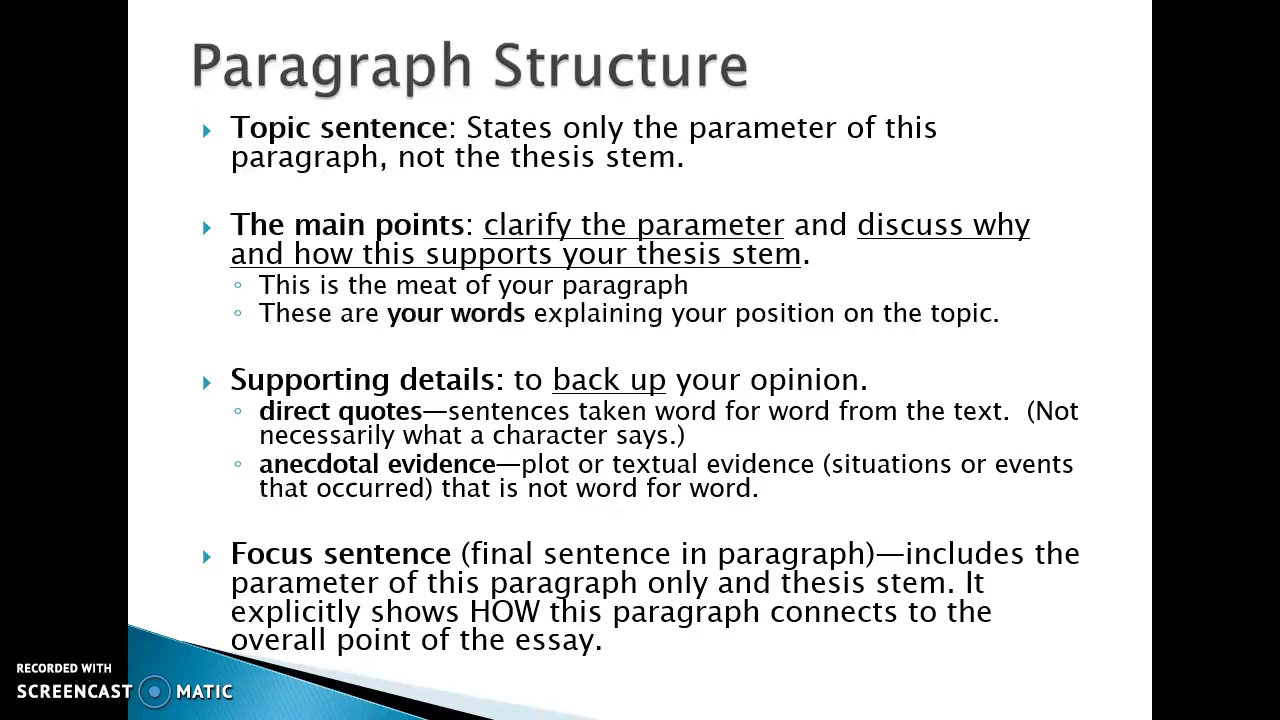 Paragraph Structure
Topic sentence: States only the parameter of this
paragraph, not the thesis stem.
The main points: clarify the parameter and discuss why
and how this supports your thesis stem.
This is the meat of your paragraph
These are your words explaining your position on the topic.
Supporting details: to back up your opinion.
direct quotes—sentences taken word for word from the text.  (Not
necessarily what a character says.)
anecdotal evidence—plot or textual evidence (situations or events
that occurred) that is not word for word.
Focus sentence (final sentence in paragraph)—includes the
parameter of this paragraph only and thesis stem. It
explicitly shows HOW this paragraph connects to the
overall point of the essay.
RECORDED WITH
SCREENCAST MATIC